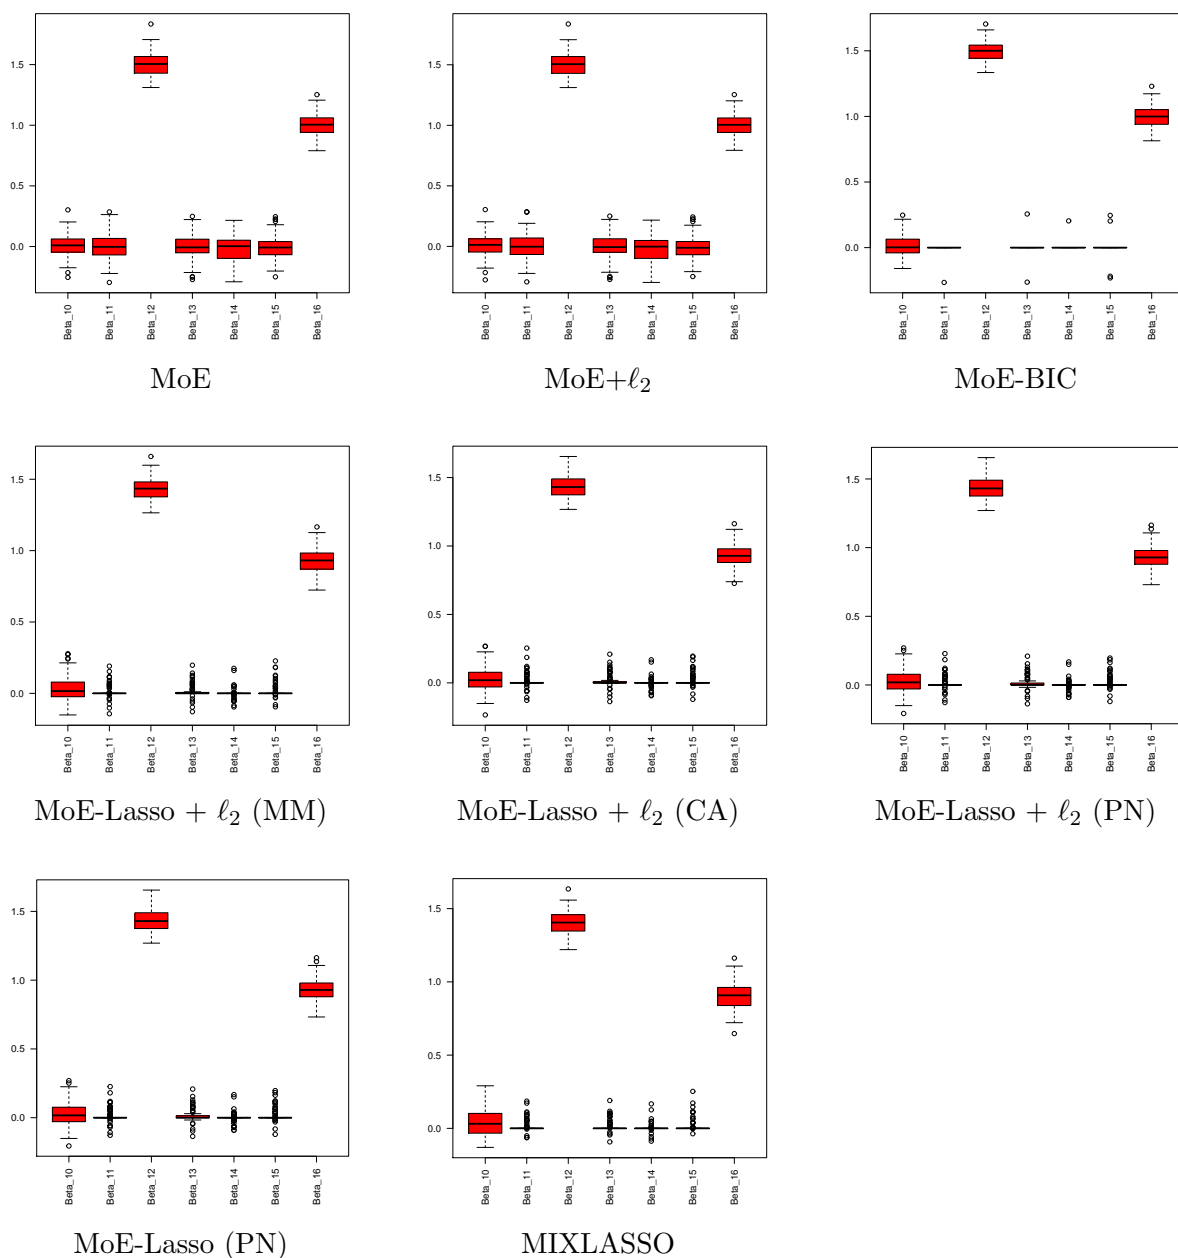 1.5
1.0
0.5
0.0
Beta_10
Beta_11
Beta_12
Beta_13
Beta_14
Beta_15
Beta_16
MoE
1.5
1.0
0.5
0.0
Beta_10
Beta_11
Beta_12
Beta_13
Beta_14
Beta_15
Beta_16
MoE+ℓ₂
1.5
1.0
0.5
0.0
Beta_10
Beta_11
Beta_12
Beta_13
Beta_14
Beta_15
Beta_16
MoE-BIC
1.5
1.0
0.5
0.0
Beta_10
Beta_11
Beta_12
Beta_13
Beta_14
Beta_15
Beta_16
MoE-Lasso + ℓ₂ (MM)
1.5
1.0
0.5
0.0
Beta_10
Beta_11
Beta_12
Beta_13
Beta_14
Beta_15
Beta_16
MoE-Lasso + ℓ₂ (CA)
1.5
1.0
0.5
0.0
Beta_10
Beta_11
Beta_12
Beta_13
Beta_14
Beta_15
Beta_16
MoE-Lasso + ℓ₂ (PN)
1.5
1.0
0.5
0.0
Beta_10
Beta_11
Beta_12
Beta_13
Beta_14
Beta_15
Beta_16
MoE-Lasso (PN)
1.5
1.0
0.5
0.0
Beta_10
Beta_11
Beta_12
Beta_13
Beta_14
Beta_15
Beta_16
MIXLASSO